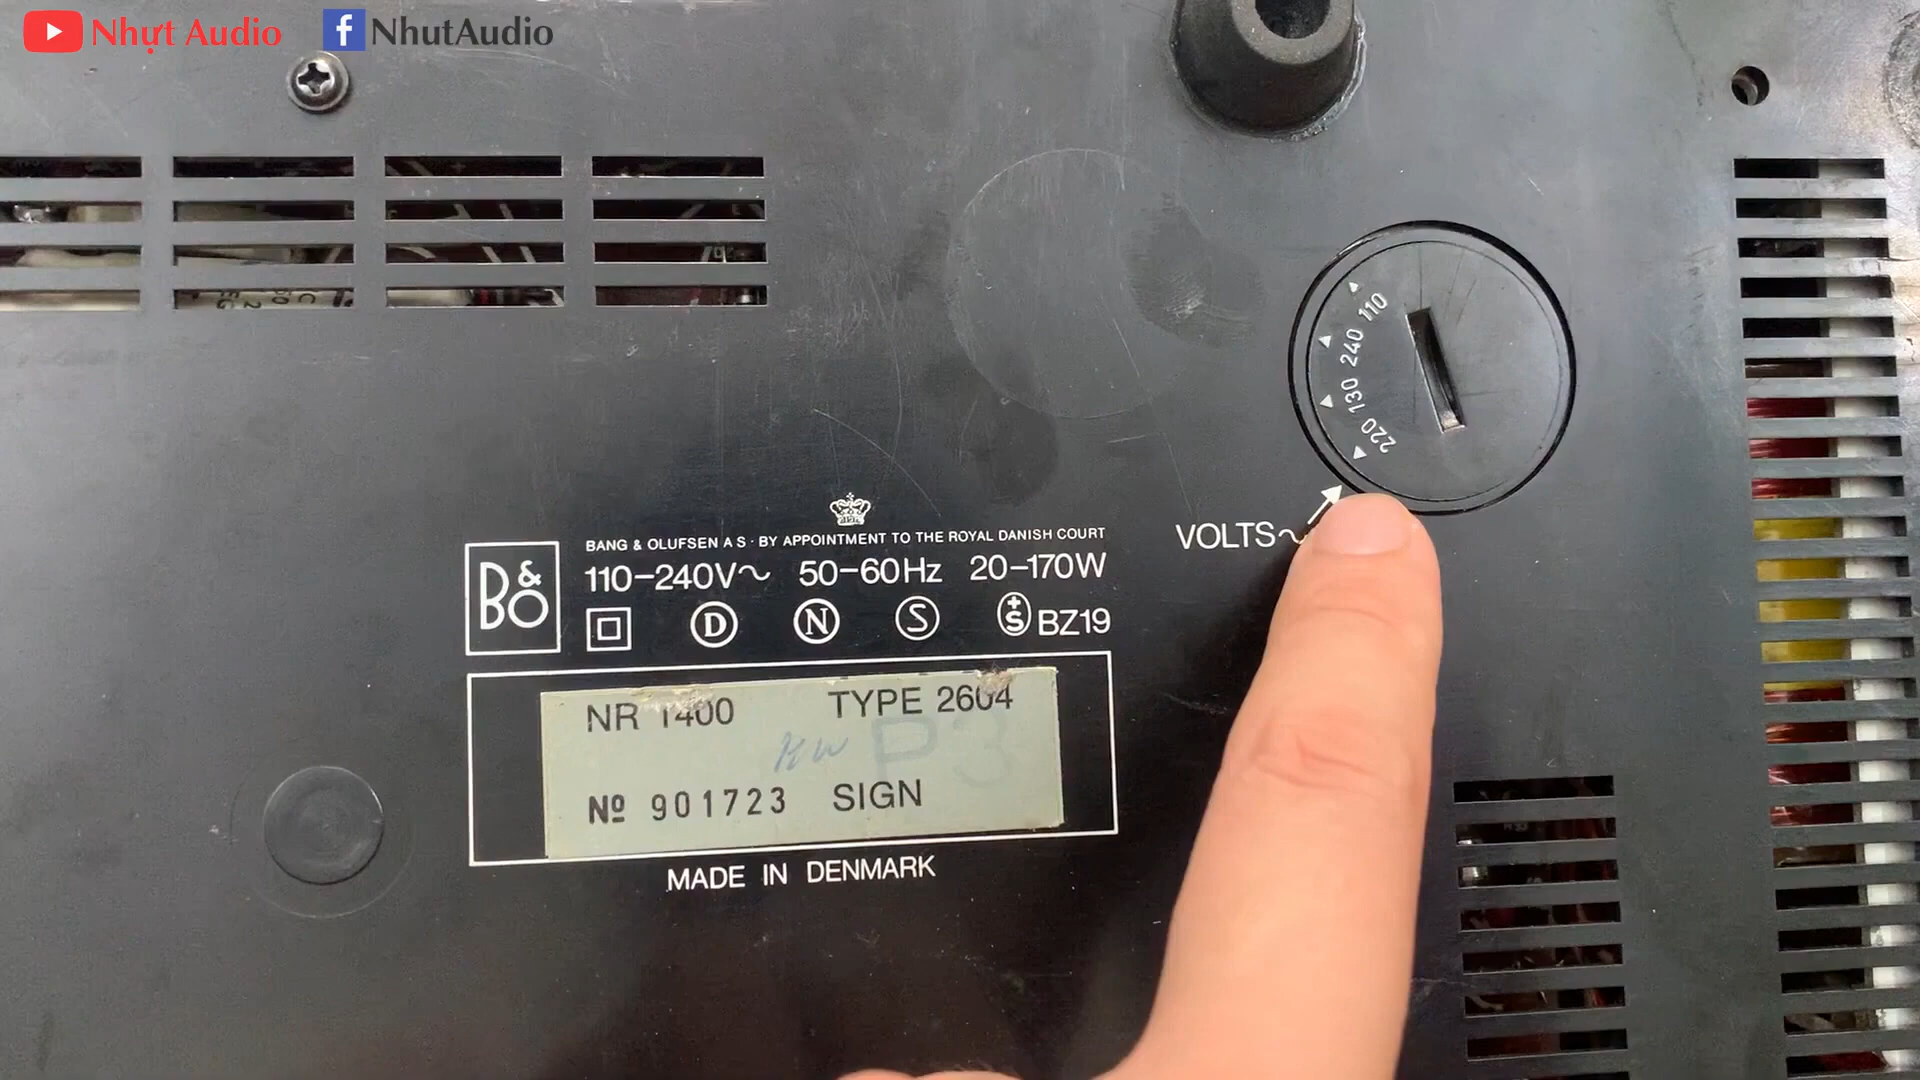 Nhựt Audio
NhutAudio
110
240
130
220
VOLTS~
BANG & OLUFSEN A S · BY APPOINTMENT TO THE ROYAL DANISH COURT
B&O
110–240V~ 50–60Hz 20–170W
D N S +S BZ19
NR 1400 TYPE 2604
P3
Nº 901723 SIGN
MADE IN DENMARK